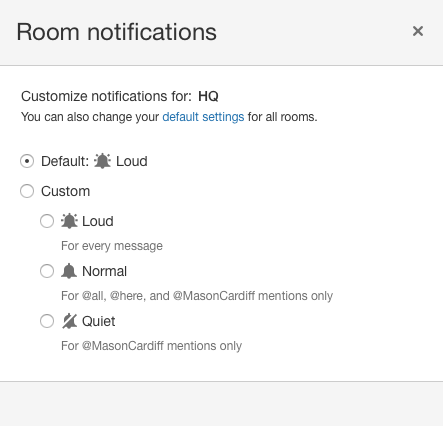 Room notifications
Customize notifications for: HQ
You can also change your default settings for all rooms.
Default: Loud
Custom
Loud
For every message
Normal
For @all, @here, and @MasonCardiff mentions only
Quiet
For @MasonCardiff mentions only